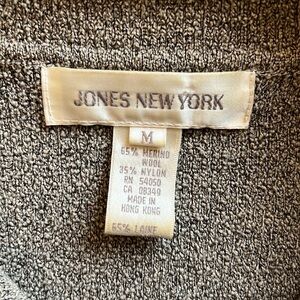 JONES NEW YORK
M
65% MERINO
WOOL
35% NYLON
RN 54050
CA 08340
MADE IN
HONG KONG
65% LAINE